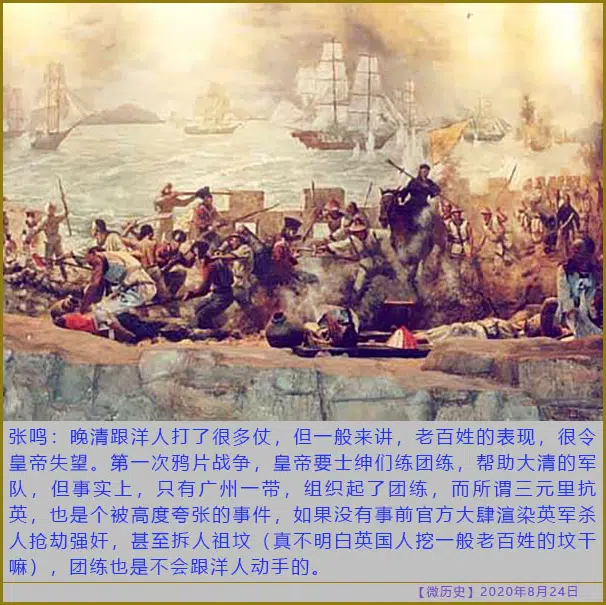 张鸣：晚清跟洋人打了很多仗，但一般来讲，老百姓的表现，很令
皇帝失望。第一次鸦片战争，皇帝要士绅们练团练，帮助大清的军
队，但事实上，只有广州一带，组织起了团练，而所谓三元里抗
英，也是个被高度夸张的事件，如果没有事前官方大肆渲染英军杀
人抢劫强奸，甚至拆人祖坟（真不明白英国人挖一般老百姓的坟干
嘛），团练也是不会跟洋人动手的。
【微历史】2020年8月24日